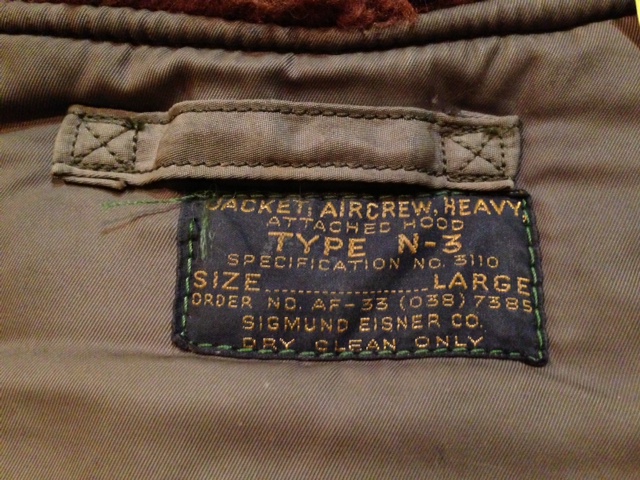 JACKET, AIRCREW, HEAVY,
ATTACHED HOOD
TYPE N-3
SPECIFICATION NO. 3110
SIZE....................LARGE
ORDER NO. AF-33 (038) 7385
SIGMUND EISNER CO.
DRY CLEAN ONLY